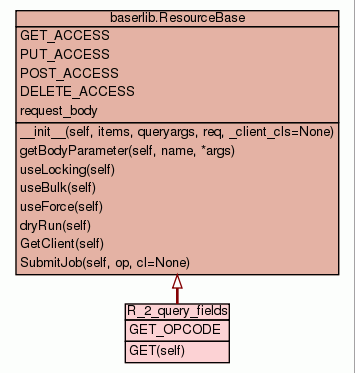 baserlib.ResourceBase
GET_ACCESS
PUT_ACCESS
POST_ACCESS
DELETE_ACCESS
request_body
__init__(self, items, queryargs, req, _client_cls=None)
getBodyParameter(self, name, *args)
useLocking(self)
useBulk(self)
useForce(self)
dryRun(self)
GetClient(self)
SubmitJob(self, op, cl=None)
R_2_query_fields
GET_OPCODE
GET(self)